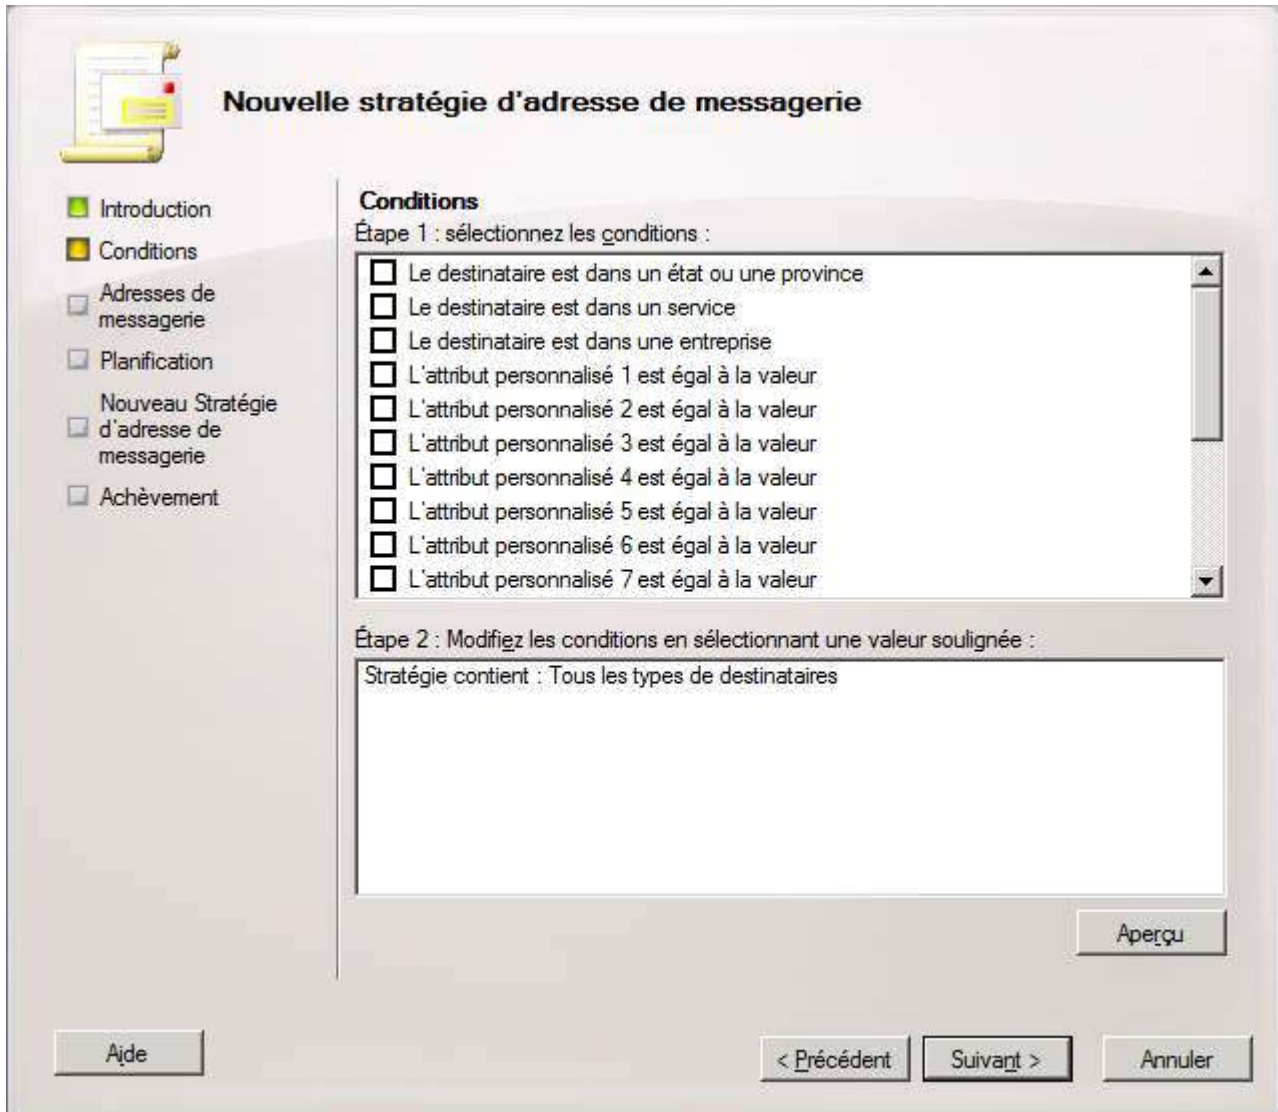 Nouvelle stratégie d'adresse de messagerie
Introduction
Conditions
Adresses de
messagerie
Planification
Nouveau Stratégie
d'adresse de
messagerie
Achèvement
Conditions
Étape 1 : sélectionnez les conditions :
Le destinataire est dans un état ou une province
Le destinataire est dans un service
Le destinataire est dans une entreprise
L'attribut personnalisé 1 est égal à la valeur
L'attribut personnalisé 2 est égal à la valeur
L'attribut personnalisé 3 est égal à la valeur
L'attribut personnalisé 4 est égal à la valeur
L'attribut personnalisé 5 est égal à la valeur
L'attribut personnalisé 6 est égal à la valeur
L'attribut personnalisé 7 est égal à la valeur
Étape 2 : Modifiez les conditions en sélectionnant une valeur soulignée :
Stratégie contient : Tous les types de destinataires
Aperçu
Aide
< Précédent
Suivant >
Annuler